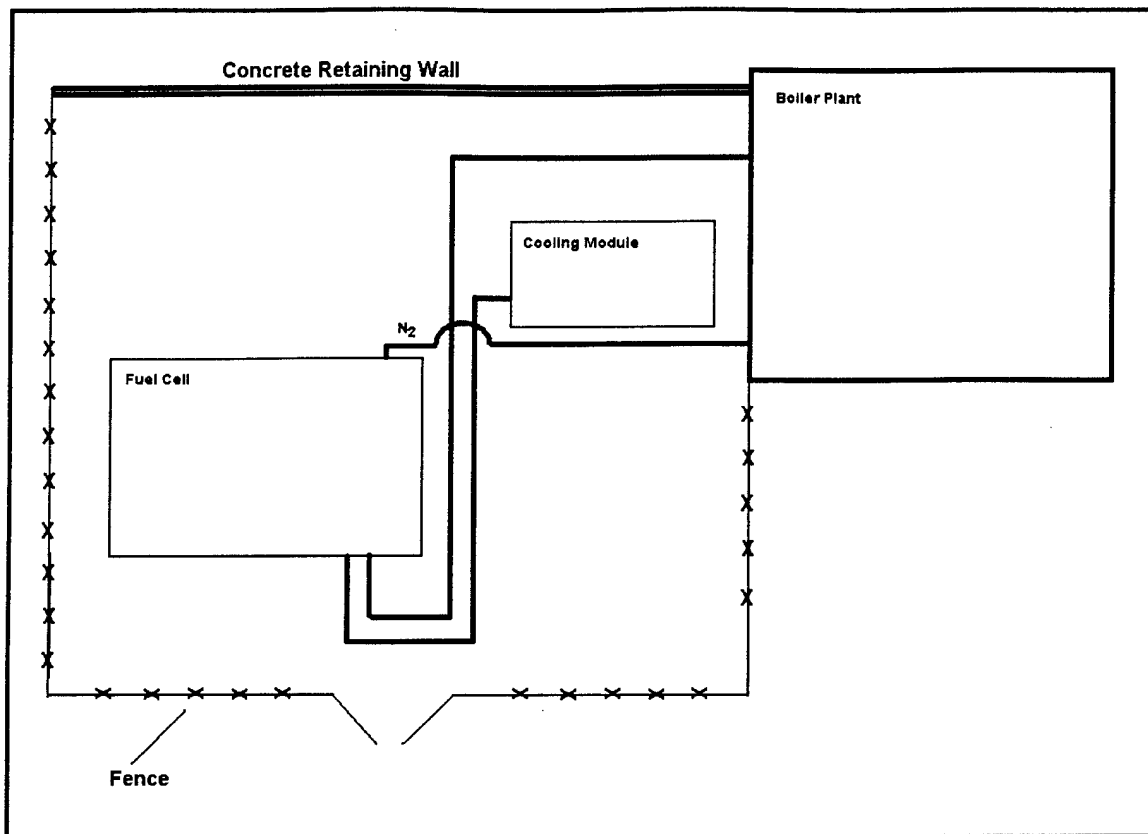 Concrete Retaining Wall
Boiler Plant
Cooling Module
N2
Fuel Cell
Fence